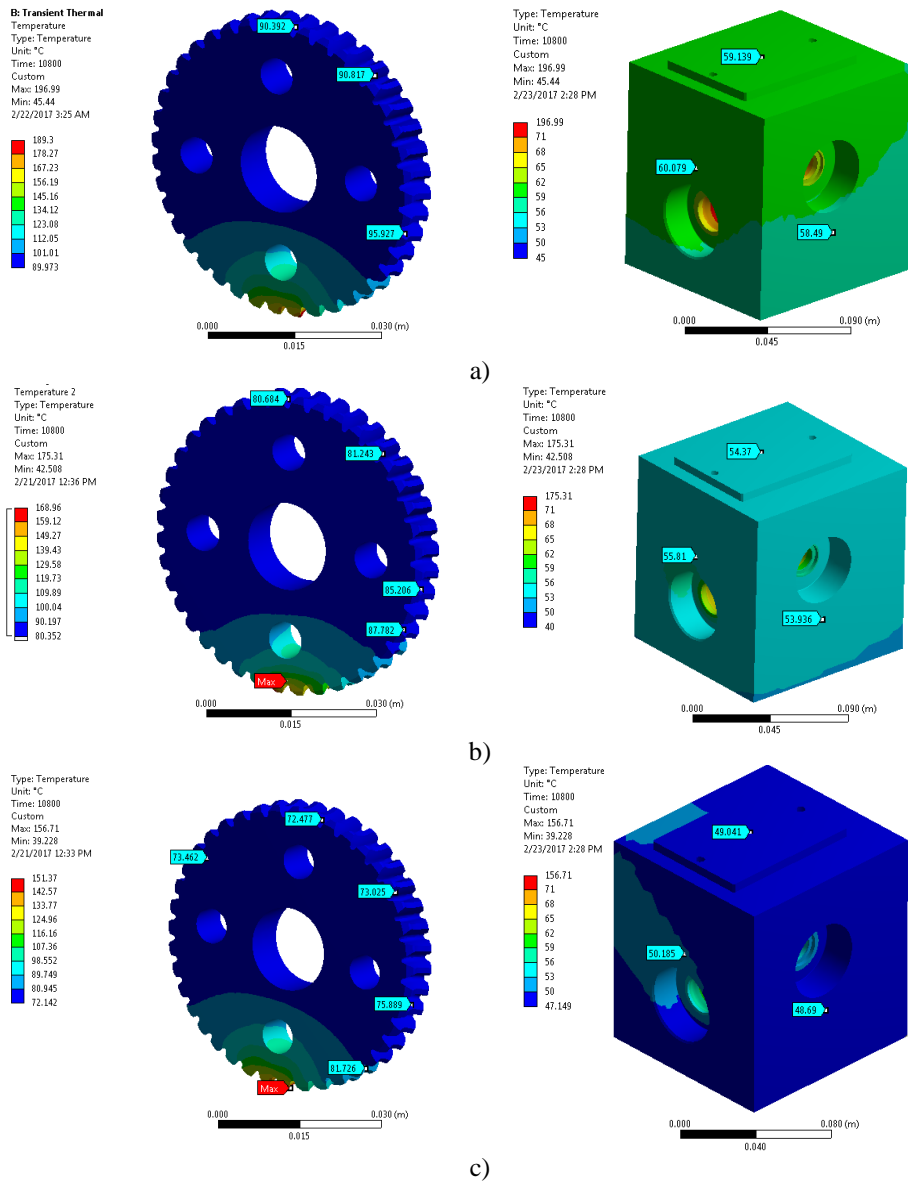 B: Transient Thermal
Temperature
Type: Temperature
Unit: °C
Time: 10800
Custom
Max: 196.99
Min: 45.44
2/22/2017 3:25 AM
189.3
178.27
167.23
156.19
145.16
134.12
123.08
112.05
101.01
89.973
90.392
90.817
95.927
0.000
0.030 (m)
0.015
Type: Temperature
Unit: °C
Time: 10800
Custom
Max: 196.99
Min: 45.44
2/23/2017 2:28 PM
196.99
71
68
65
62
59
56
53
50
45
59.139
60.079
58.49
0.000
0.090 (m)
0.045
a)
Temperature 2
Type: Temperature
Unit: °C
Time: 10800
Custom
Max: 175.31
Min: 42.508
2/21/2017 12:36 PM
168.96
159.12
149.27
139.43
129.58
119.73
109.89
100.04
90.197
80.352
80.684
81.243
85.206
87.782
Max
0.000
0.030 (m)
0.015
Type: Temperature
Unit: °C
Time: 10800
Custom
Max: 175.31
Min: 42.508
2/23/2017 2:28 PM
175.31
71
68
65
62
59
56
53
50
40
54.37
55.81
53.936
0.000
0.090 (m)
0.045
b)
Type: Temperature
Unit: °C
Time: 10800
Custom
Max: 156.71
Min: 39.228
2/21/2017 12:33 PM
151.37
142.57
133.77
124.96
116.16
107.36
98.552
89.749
80.945
72.142
72.477
73.462
73.025
75.889
81.726
Max
0.000
0.030 (m)
0.015
Type: Temperature
Unit: °C
Time: 10800
Custom
Max: 156.71
Min: 39.228
2/23/2017 2:28 PM
156.71
71
68
65
62
59
56
53
50
47.149
49.041
50.185
48.69
0.000
0.080 (m)
0.040
c)